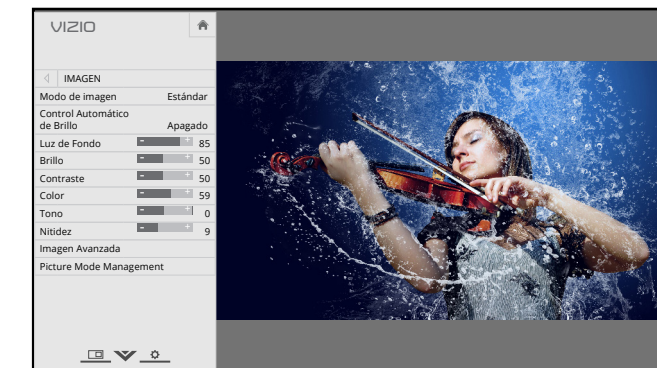 VIZIO
IMAGEN
Modo de imagen Estándar
Control Automático
de Brillo Apagado
Luz de Fondo - + 85
Brillo - + 50
Contraste - + 50
Color - + 59
Tono - + 0
Nitidez - + 9
Imagen Avanzada
Picture Mode Management